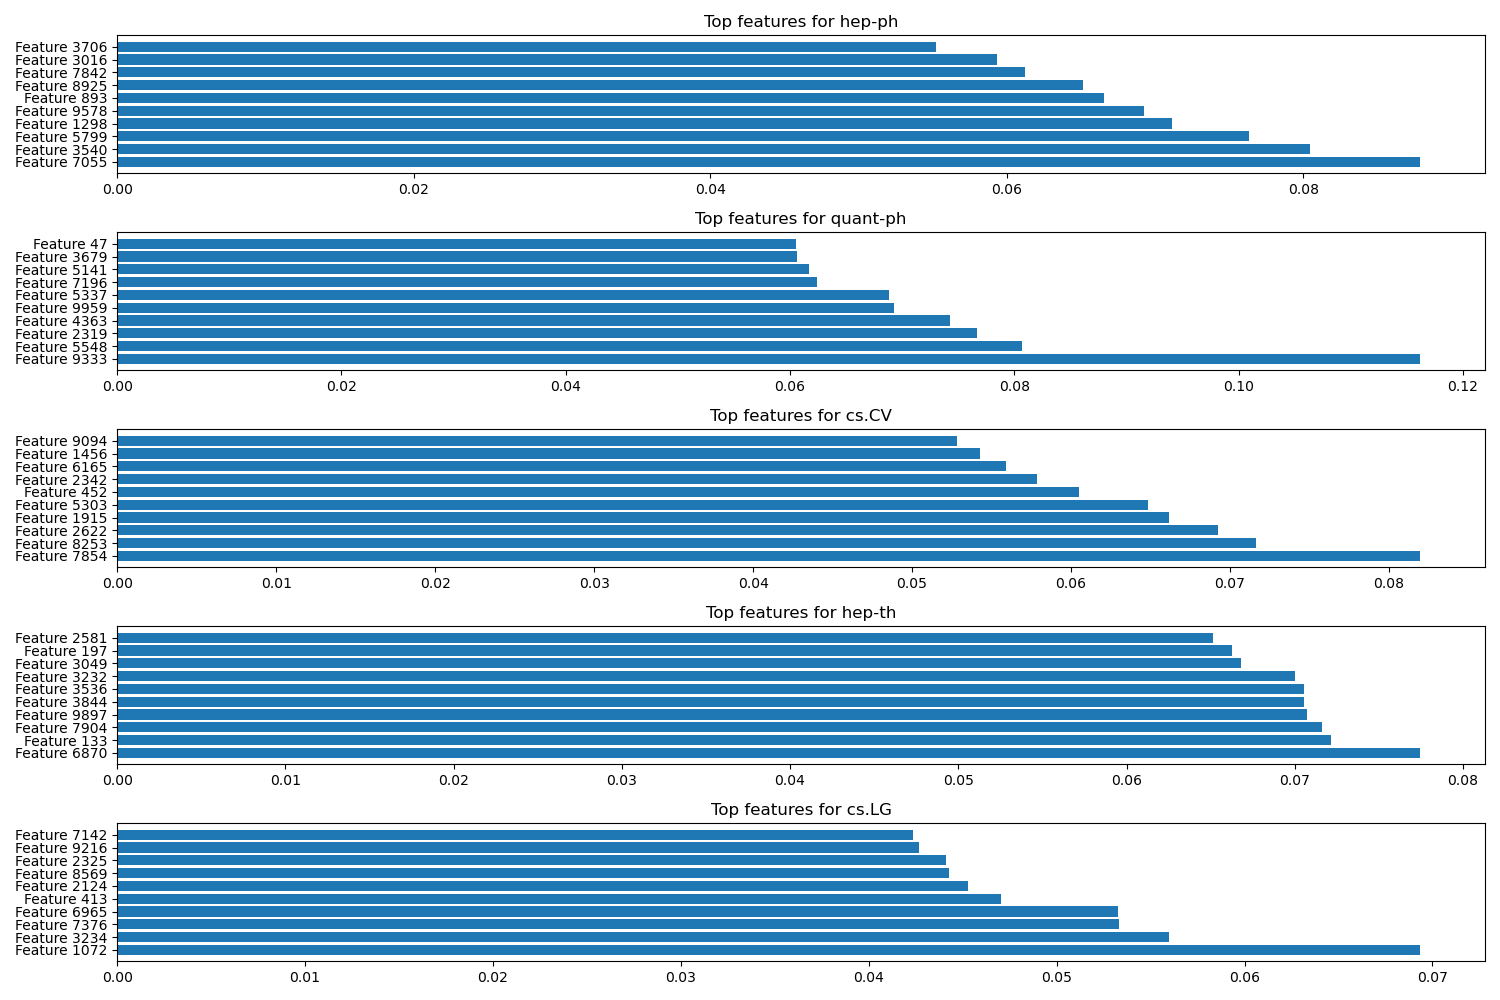 Top features for hep-ph
Feature 3706
Feature 3016
Feature 7842
Feature 8925
Feature 893
Feature 9578
Feature 1298
Feature 5799
Feature 3540
Feature 7055
0.00 0.02 0.04 0.06 0.08
Top features for quant-ph
Feature 47
Feature 3679
Feature 5141
Feature 7196
Feature 5337
Feature 9959
Feature 4363
Feature 2319
Feature 5548
Feature 9333
0.00 0.02 0.04 0.06 0.08 0.10 0.12
Top features for cs.CV
Feature 9094
Feature 1456
Feature 6165
Feature 2342
Feature 452
Feature 5303
Feature 1915
Feature 2622
Feature 8253
Feature 7854
0.00 0.01 0.02 0.03 0.04 0.05 0.06 0.07 0.08
Top features for hep-th
Feature 2581
Feature 197
Feature 3049
Feature 3232
Feature 3536
Feature 3844
Feature 9897
Feature 7904
Feature 133
Feature 6870
0.00 0.01 0.02 0.03 0.04 0.05 0.06 0.07 0.08
Top features for cs.LG
Feature 7142
Feature 9216
Feature 2325
Feature 8569
Feature 2124
Feature 413
Feature 6965
Feature 7376
Feature 3234
Feature 1072
0.00 0.01 0.02 0.03 0.04 0.05 0.06 0.07